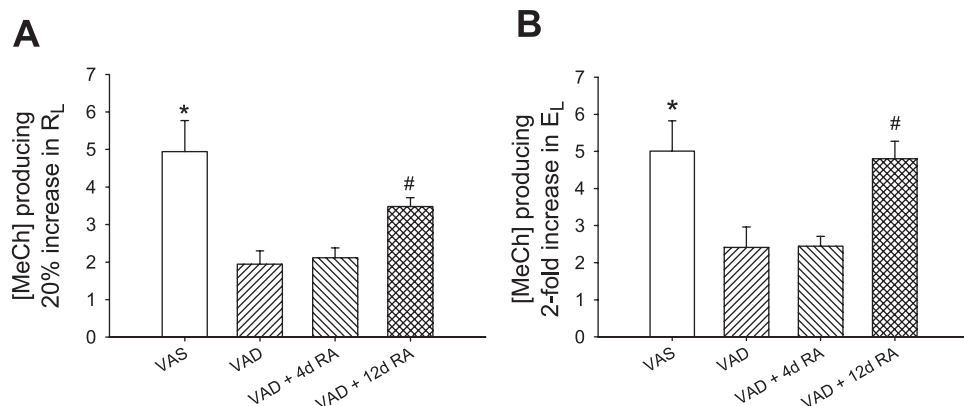 A
[MeCh] producing
20% increase in RL
7
6
5
4
3
2
1
0
*
#
VAS
VAD
VAD + 4d RA
VAD + 12d RA
B
[MeCh] producing
2-fold increase in EL
7
6
5
4
3
2
1
0
*
#
VAS
VAD
VAD + 4d RA
VAD + 12d RA